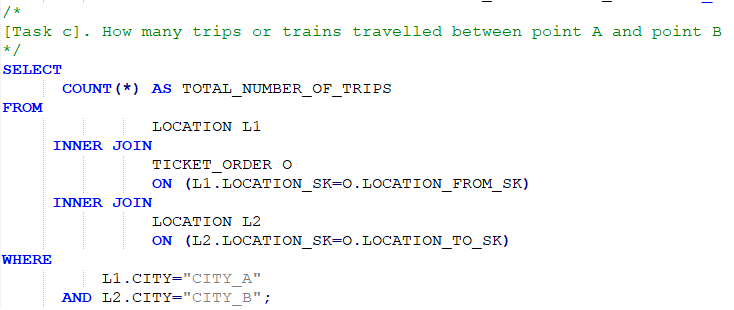 /*
[Task c]. How many trips or trains travelled between point A and point B
*/
SELECT
COUNT(*) AS TOTAL_NUMBER_OF_TRIPS
FROM
LOCATION L1
INNER JOIN
TICKET_ORDER O
ON (L1.LOCATION_SK=O.LOCATION_FROM_SK)
INNER JOIN
LOCATION L2
ON (L2.LOCATION_SK=O.LOCATION_TO_SK)
WHERE
L1.CITY="CITY_A"
AND L2.CITY="CITY_B";